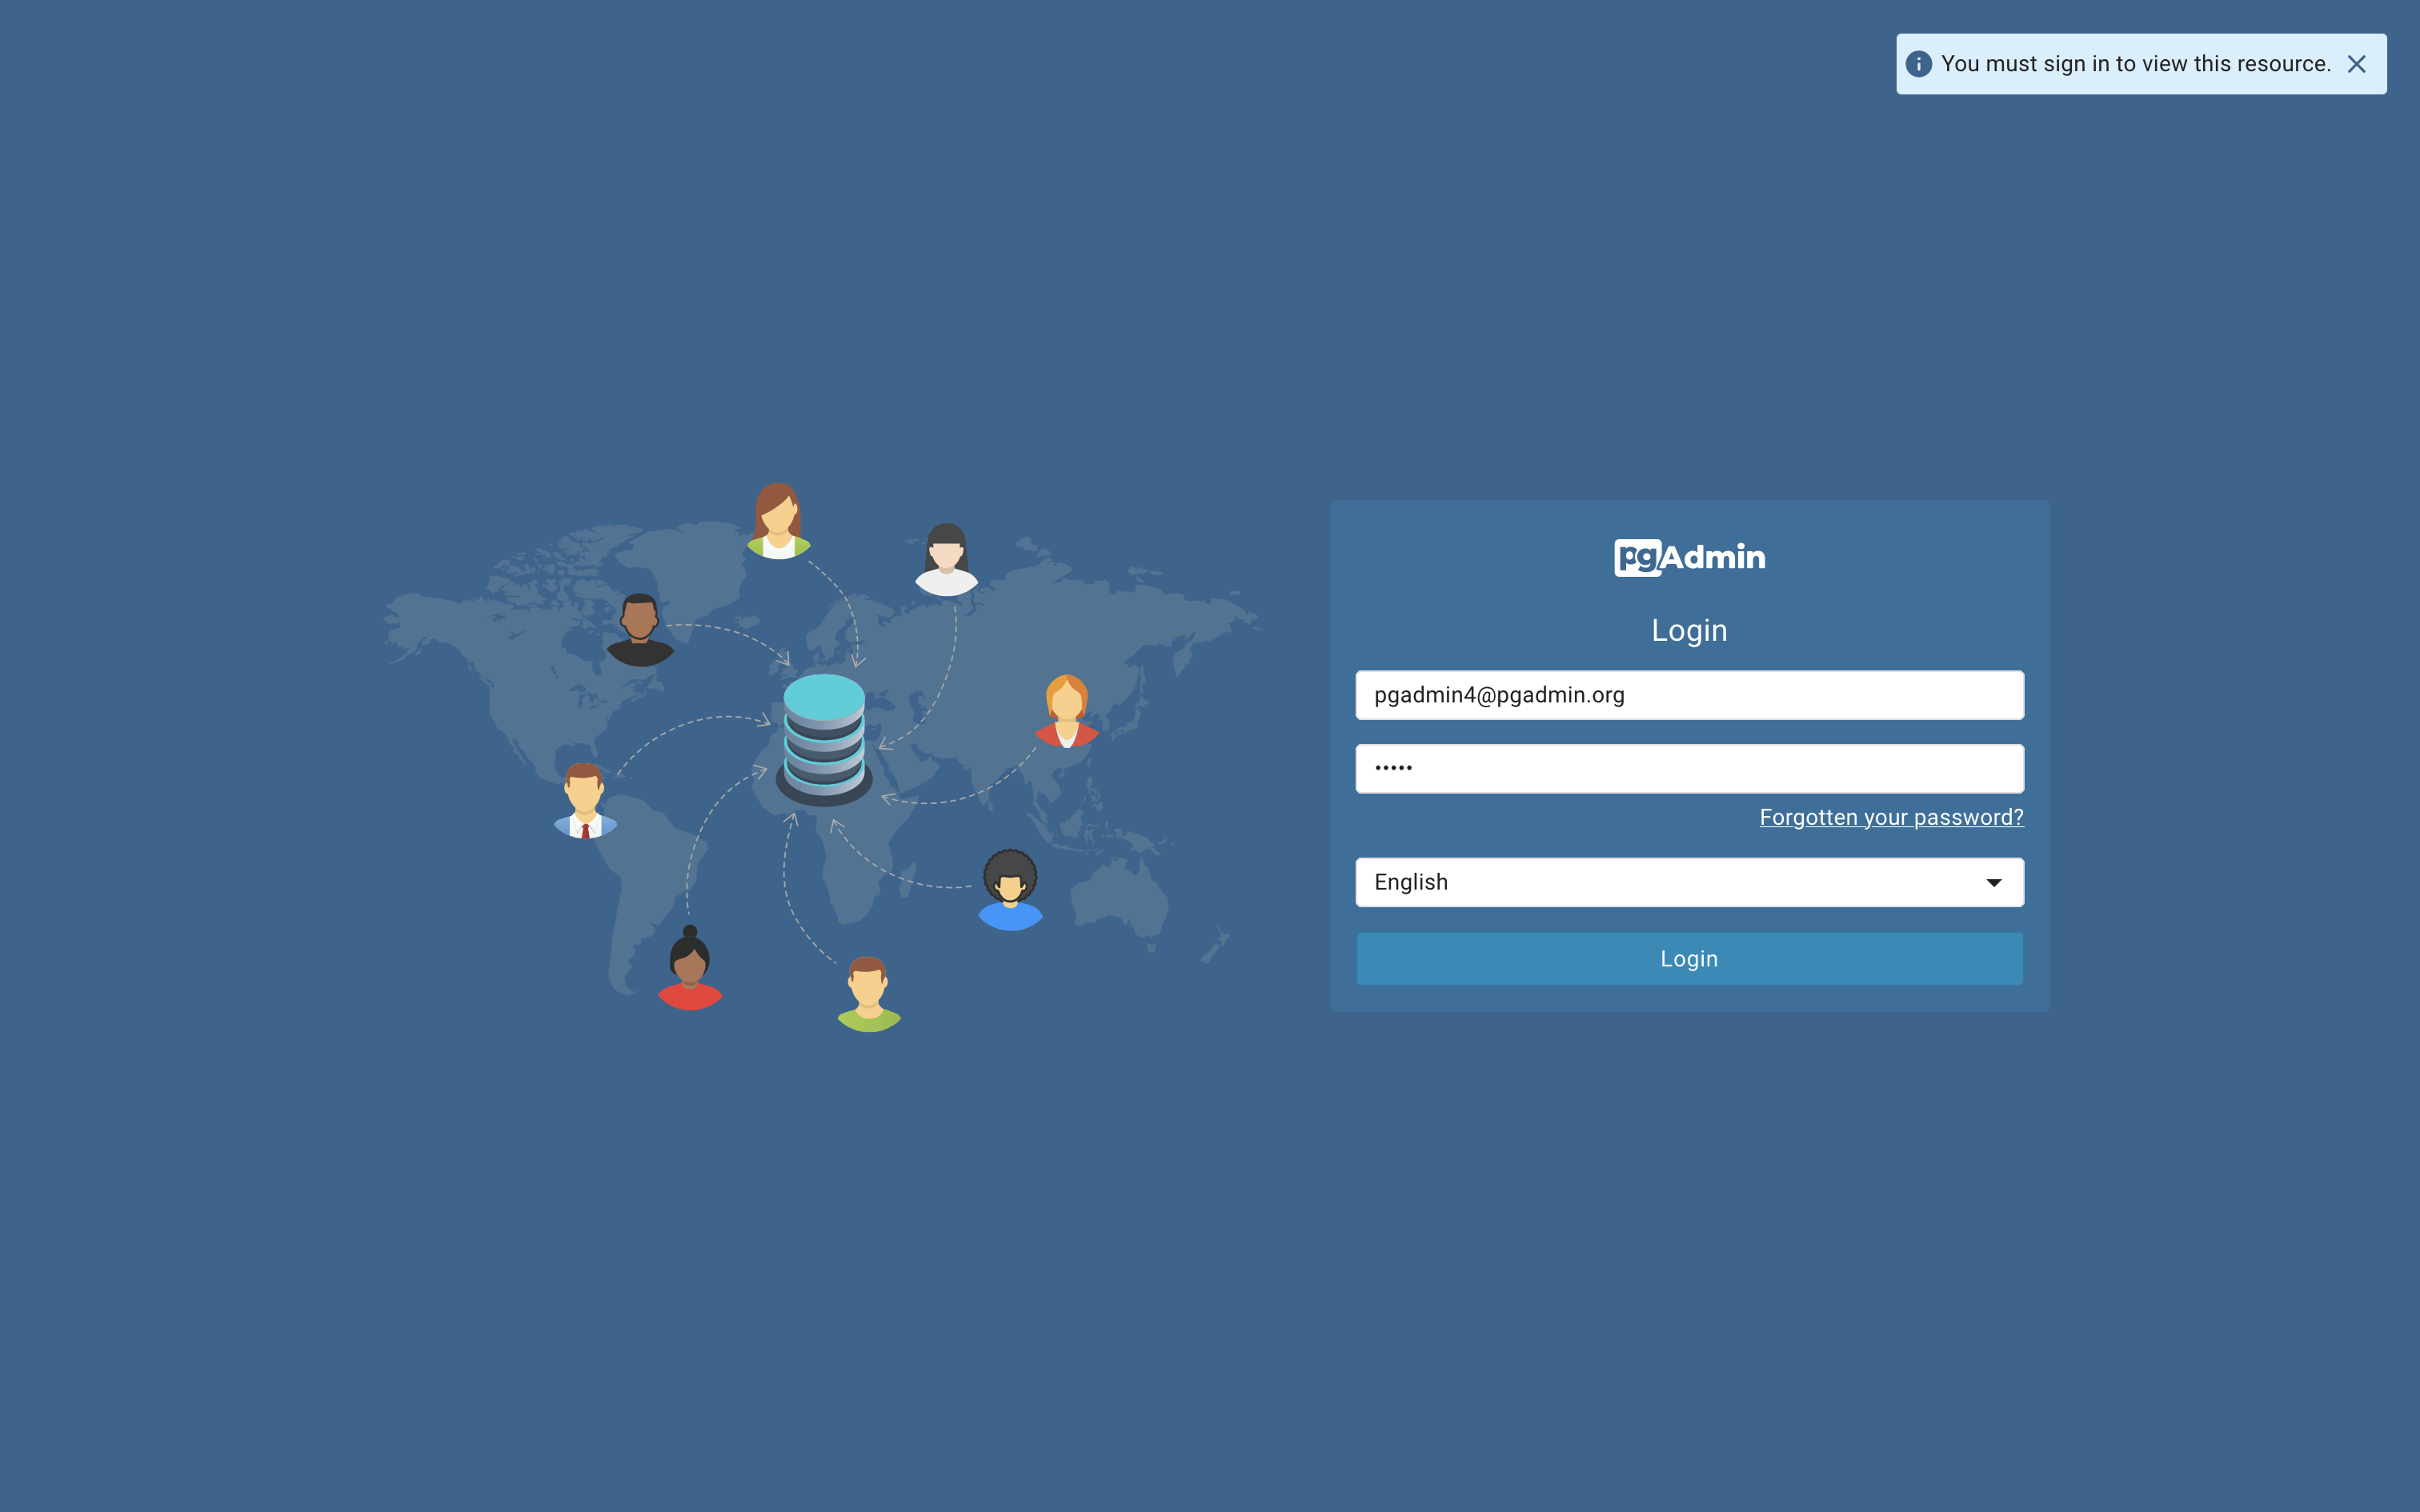 You must sign in to view this resource.
pgAdmin
Login
pgadmin4@pgadmin.org
•••••
Forgotten your password?
English
Login